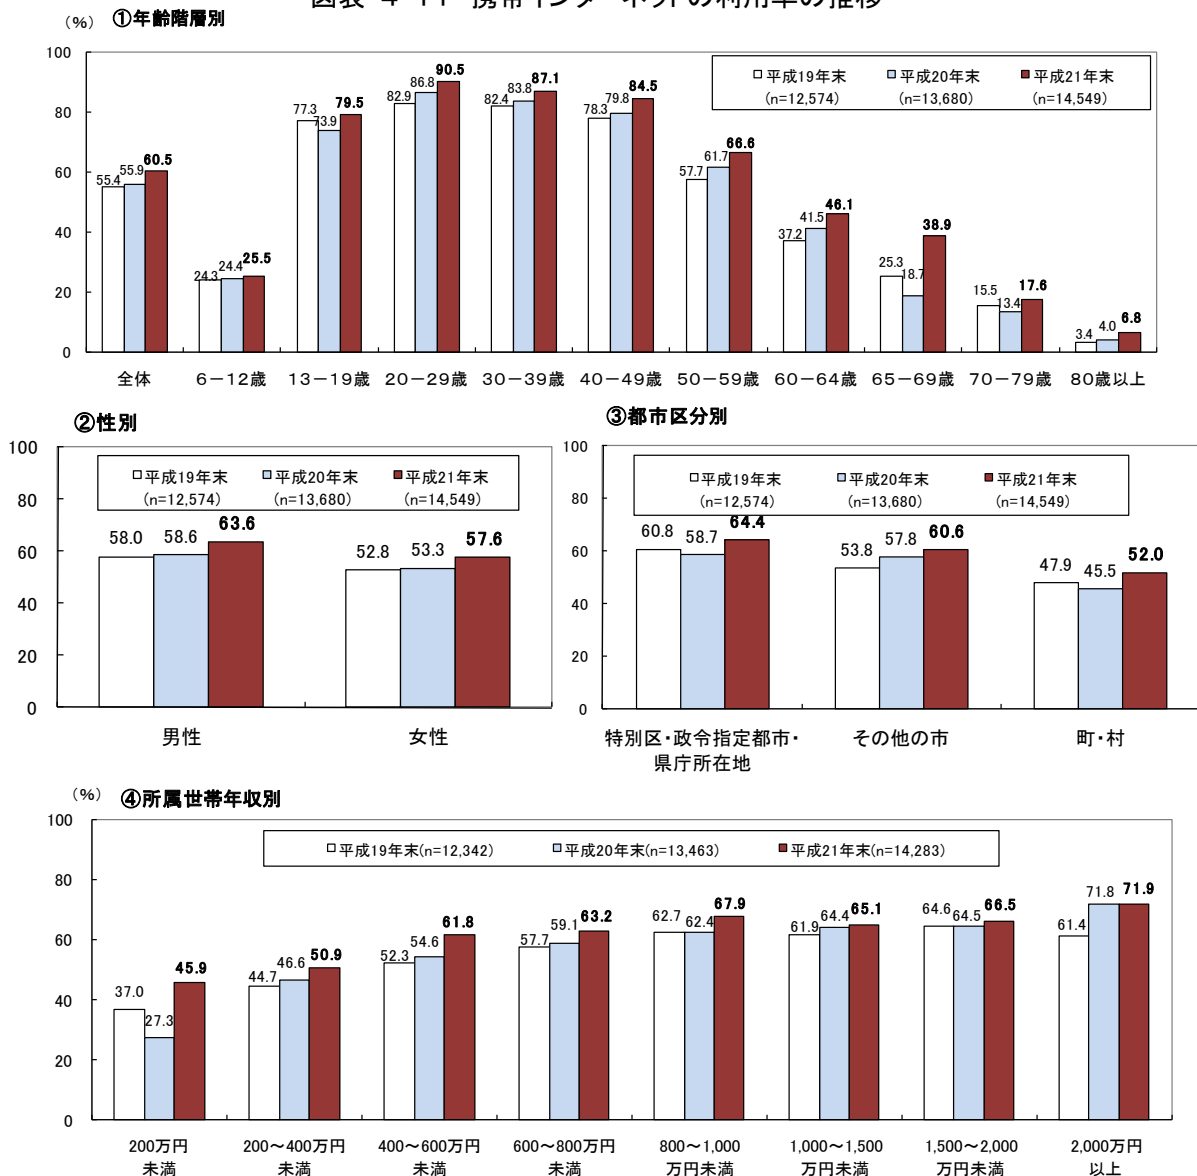 ①年齢階層別
(%)
100
80
60
40
20
0
平成19年末
(n=12,574)
平成20年末
(n=13,680)
平成21年末
(n=14,549)
55.4 55.9 60.5
24.3 24.4 25.5
77.3 73.9 79.5
82.9 86.8 90.5
82.4 83.8 87.1
78.3 79.8 84.5
57.7 61.7 66.6
37.2 41.5 46.1
25.3 18.7 38.9
15.5 13.4 17.6
3.4 4.0 6.8
全体 6-12歳 13-19歳 20-29歳 30-39歳 40-49歳 50-59歳 60-64歳 65-69歳 70-79歳 80歳以上
②性別
100
80
60
40
20
0
平成19年末
(n=12,574)
平成20年末
(n=13,680)
平成21年末
(n=14,549)
58.0 58.6 63.6
52.8 53.3 57.6
男性 女性
③都市区分別
100
80
60
40
20
0
平成19年末
(n=12,574)
平成20年末
(n=13,680)
平成21年末
(n=14,549)
60.8 58.7 64.4
53.8 57.8 60.6
47.9 45.5 52.0
特別区・政令指定都市・
県庁所在地
その他の市
町・村
④所属世帯年収別
(%)
100
80
60
40
20
0
平成19年末(n=12,342) 平成20年末(n=13,463) 平成21年末(n=14,283)
37.0 27.3 45.9
44.7 46.6 50.9
52.3 54.6 61.8
57.7 59.1 63.2
62.7 62.4 67.9
61.9 64.4 65.1
64.6 64.5 66.5
61.4 71.8 71.9
200万円
未満
200～400万円
未満
400～600万円
未満
600～800万円
未満
800～1,000
万円未満
1,000～1,500
万円未満
1,500～2,000
万円未満
2,000万円
以上